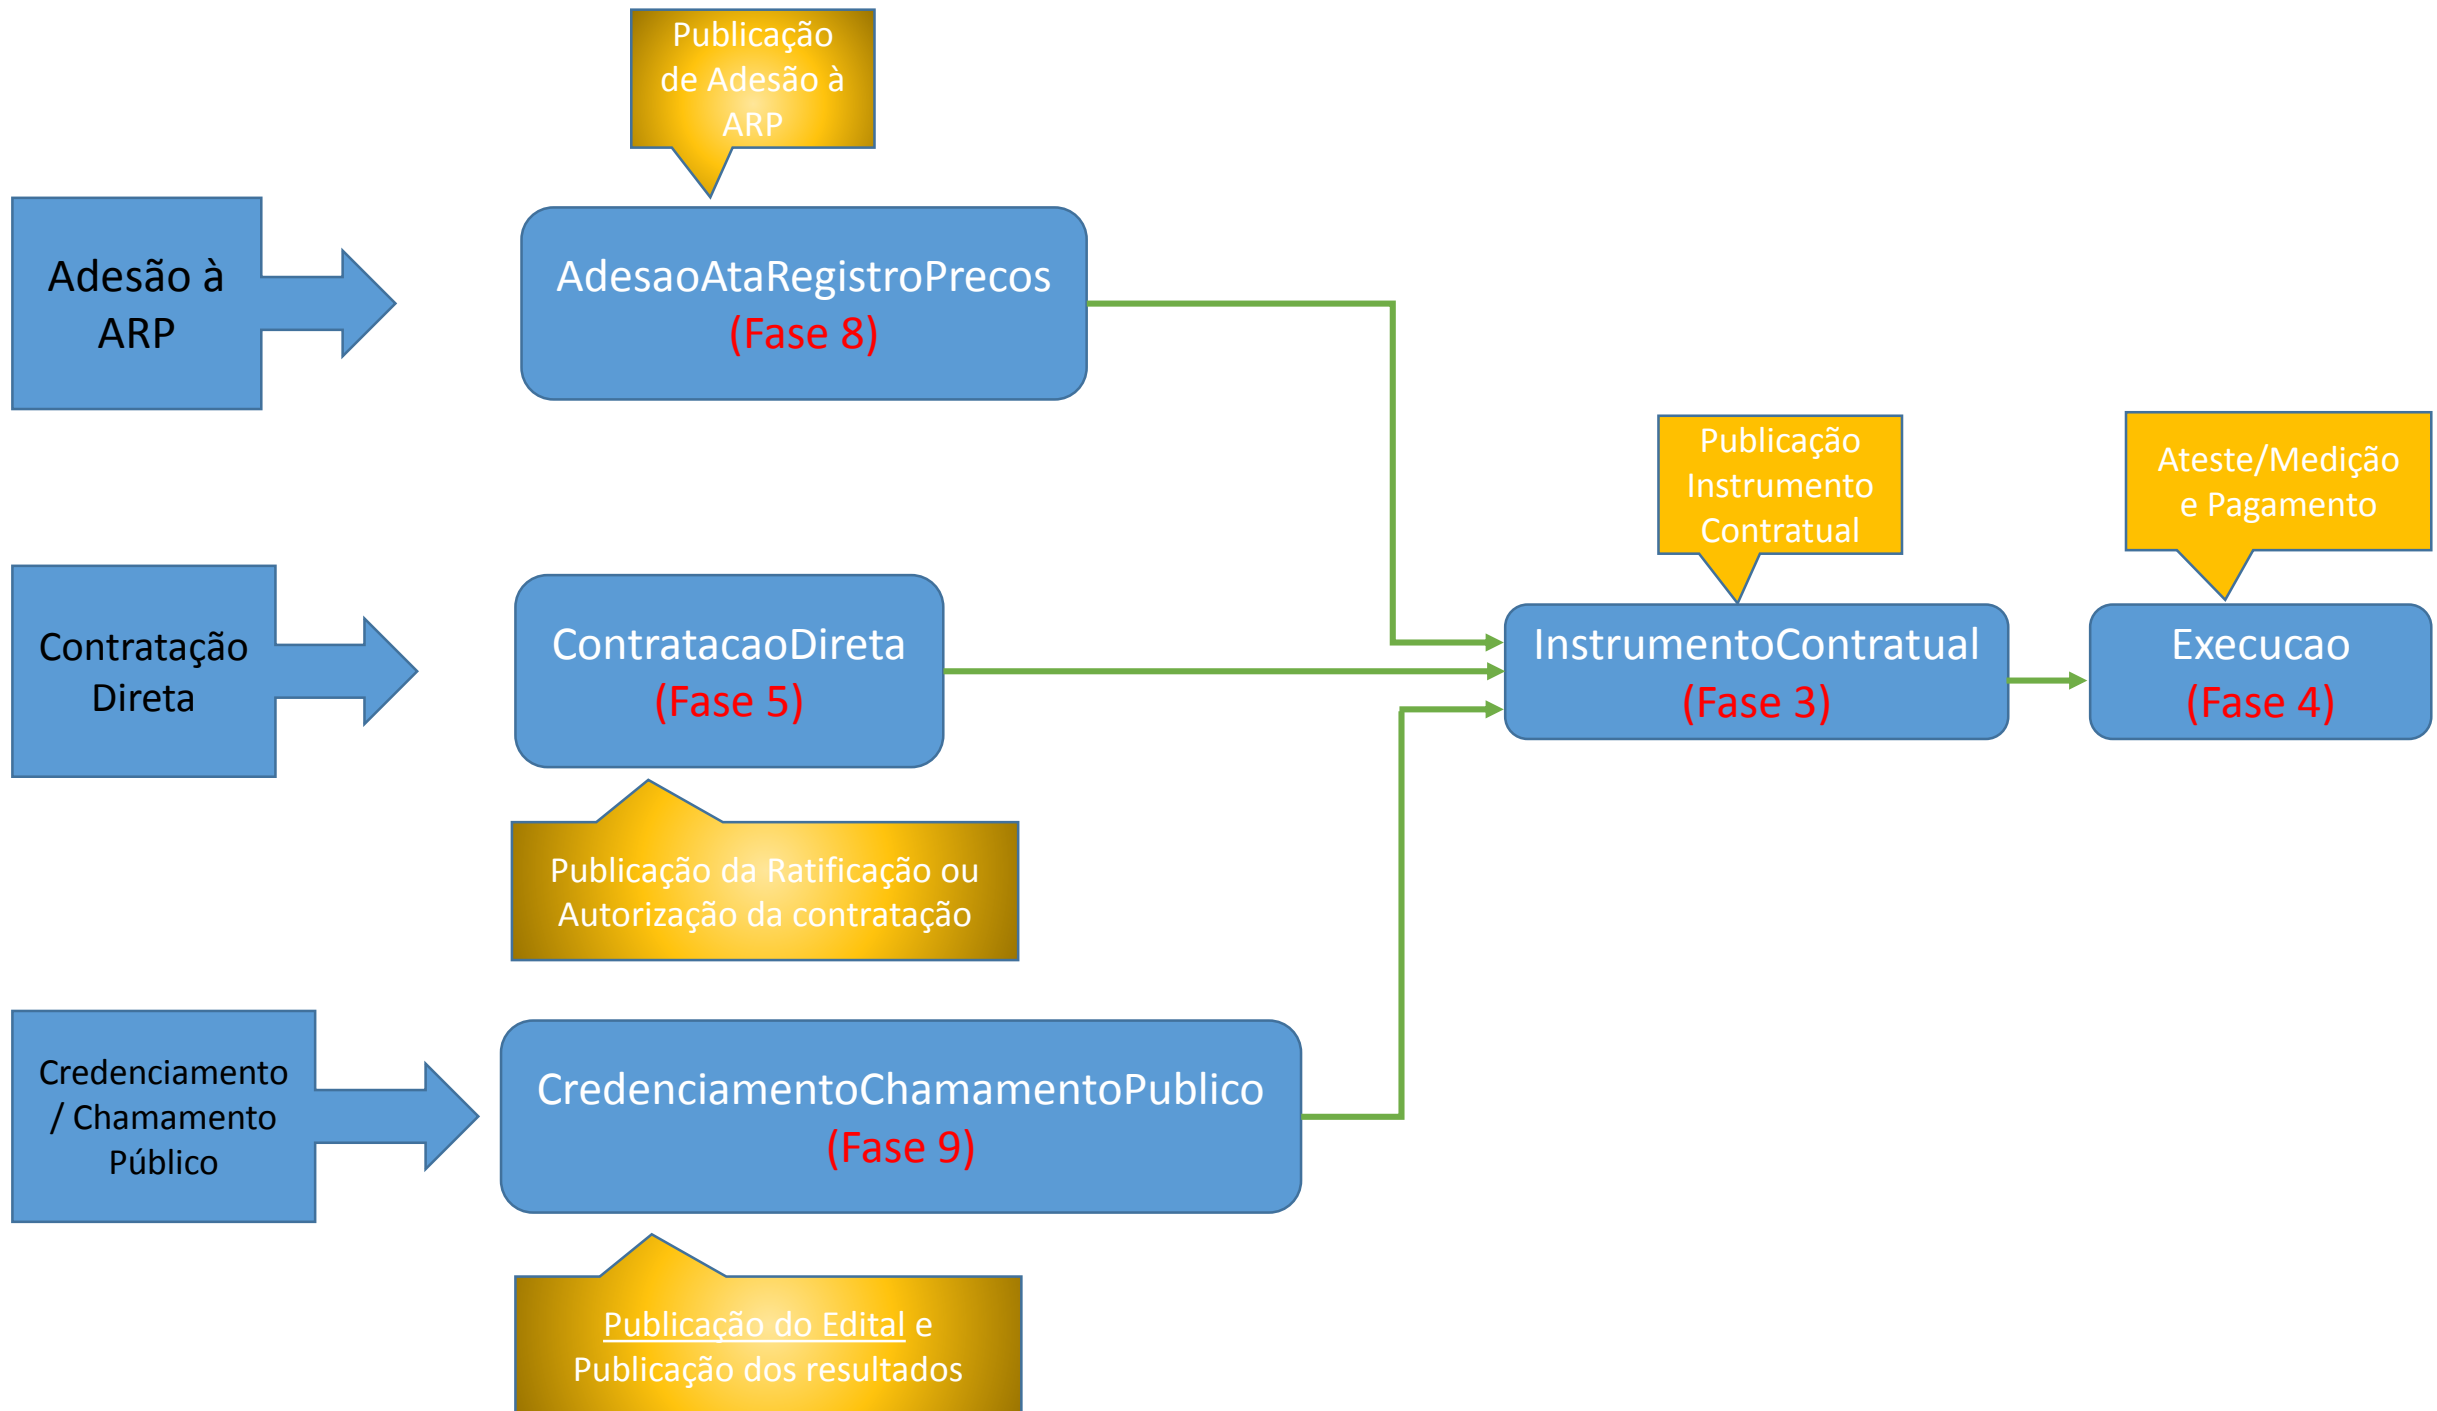 Publicação
de Adesão à
ARP
Adesão à
ARP
AdesaoAtaRegistroPrecos
(Fase 8)
Publicação
Instrumento
Contratual
Ateste/Medição
e Pagamento
Contratação
Direta
ContratacaoDireta
(Fase 5)
InstrumentoContratual
(Fase 3)
Execucao
(Fase 4)
Publicação da Ratificação ou
Autorização da contratação
Credenciamento
/ Chamamento
Público
CredenciamentoChamamentoPublico
(Fase 9)
Publicação do Edital e
Publicação dos resultados